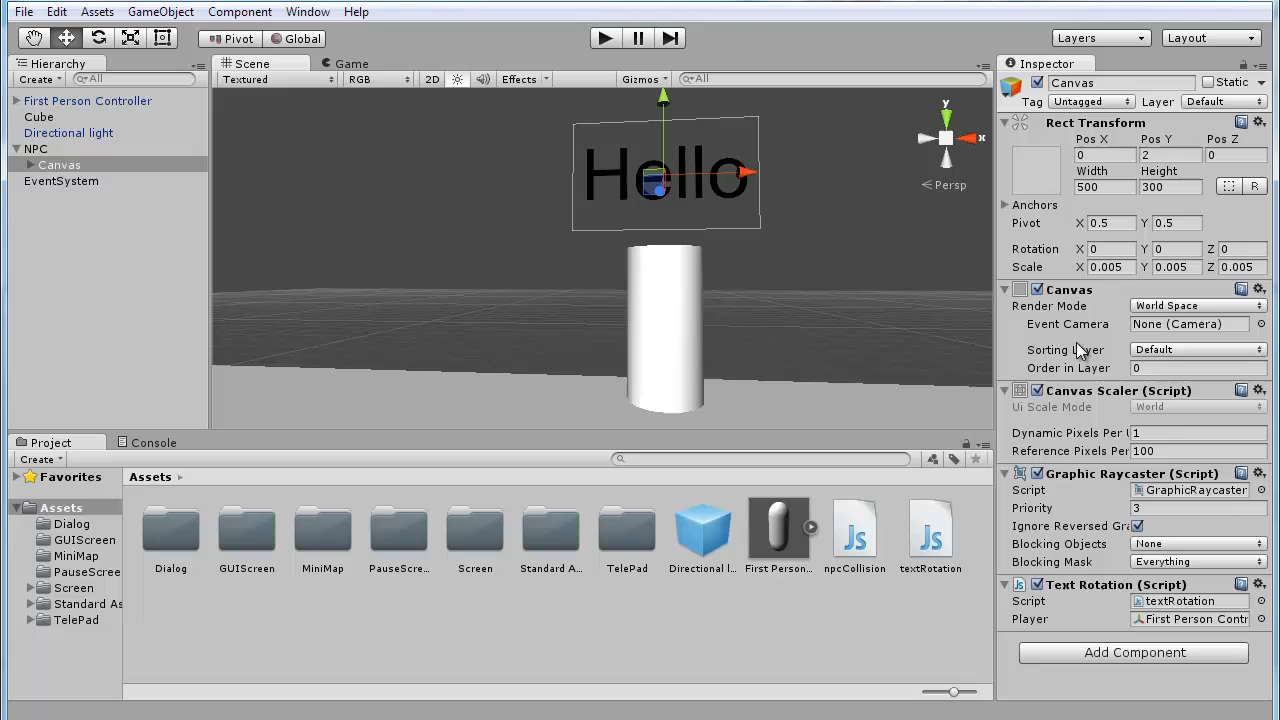 File Edit Assets GameObject Component Window Help
Pivot Global Layers Layout
Hierarchy
Create All
First Person Controller
Cube
Directional light
NPC
Canvas
EventSystem
Scene Game
Textured RGB 2D Effects Gizmos All
y
x
Persp
Hello
Inspector
Canvas Static
Tag Untagged Layer Default
Rect Transform
Pos X Pos Y Pos Z
0 2 0
Width Height
500 300 R
Anchors
Pivot X 0.5 Y 0.5
Rotation X 0 Y 0 Z 0
Scale X 0.005 Y 0.005 Z 0.005
Canvas
Render Mode World Space
Event Camera None (Camera)
Sorting Layer Default
Order in Layer 0
Canvas Scaler (Script)
Ui Scale Mode World
Dynamic Pixels Per U 1
Reference Pixels Per 100
Graphic Raycaster (Script)
Script GraphicRaycaster
Priority 3
Ignore Reversed Gra
Blocking Objects None
Blocking Mask Everything
Text Rotation (Script)
Script textRotation
Player First Person Contr
Add Component
Project Console
Create
Favorites
Assets
Dialog
GUIScreen
MiniMap
PauseScree
Screen
Standard As
TelePad
Assets
Js Js
Dialog GUIScreen MiniMap PauseScre... Screen Standard A... TelePad Directional l... First Person... npcCollision textRotation